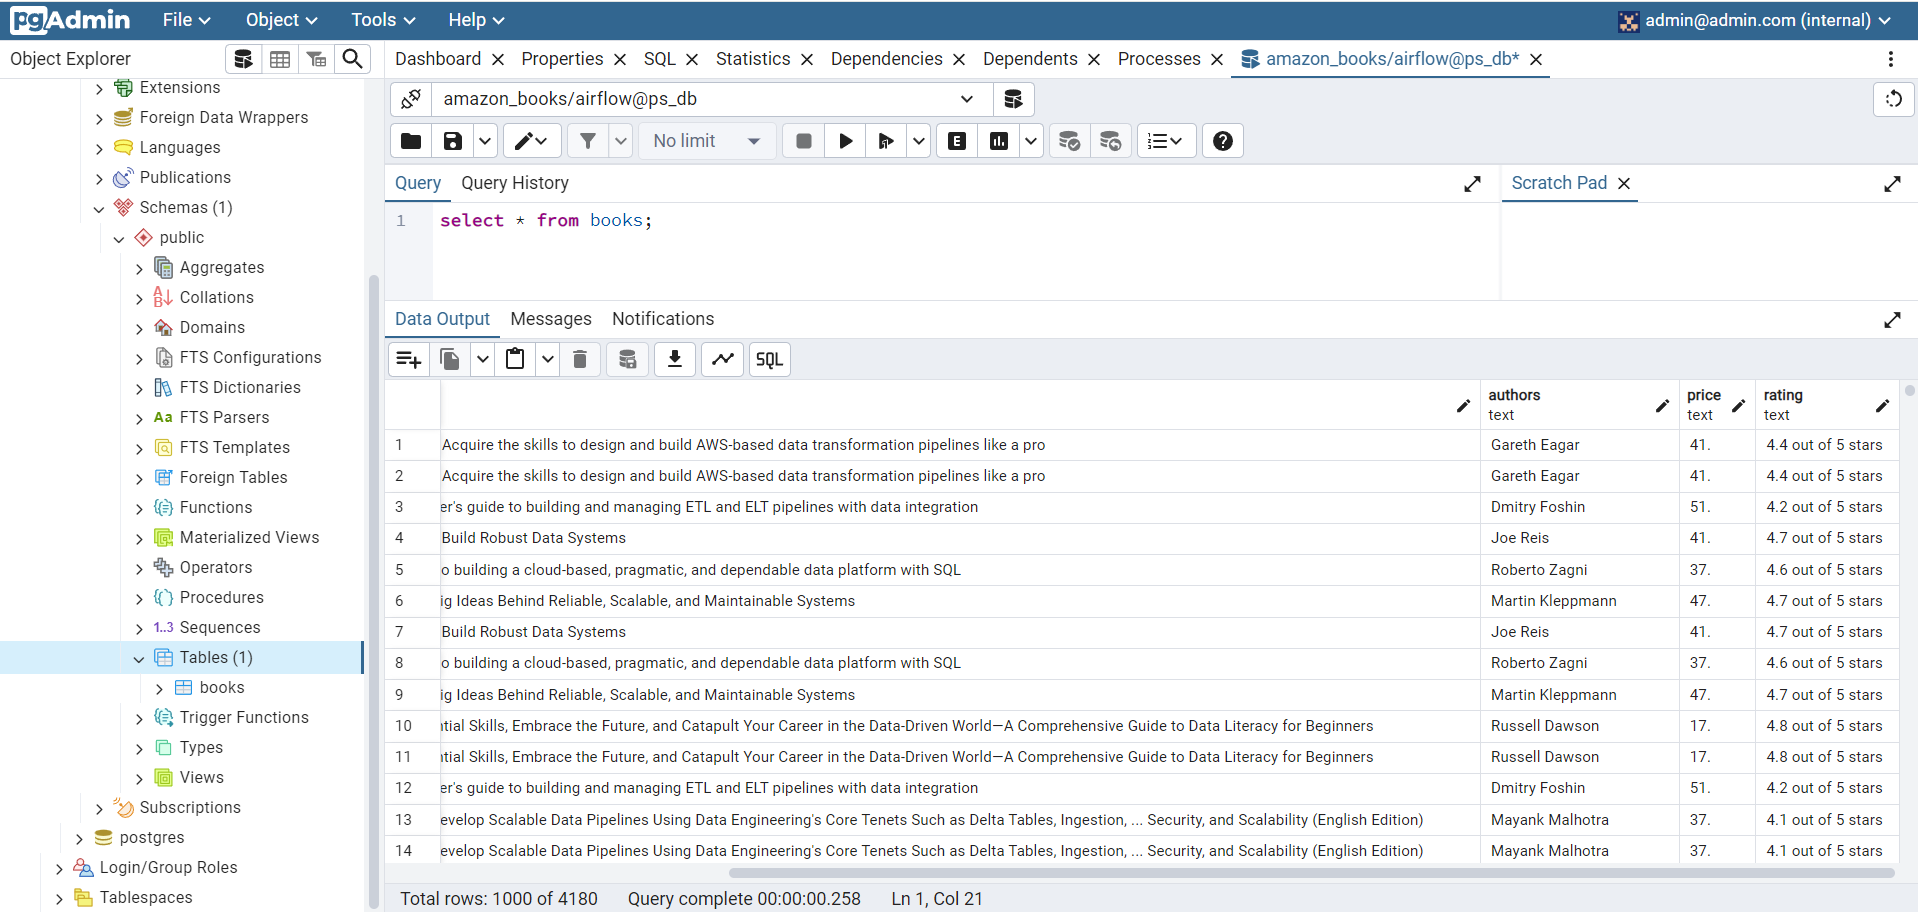 pgAdmin File Object Tools Help admin@admin.com (internal)
Object Explorer
Dashboard Properties SQL Statistics Dependencies Dependents Processes amazon_books/airflow@ps_db*
amazon_books/airflow@ps_db
No limit
E
Query Query History Scratch Pad
1 select * from books;
Data Output Messages Notifications
SQL
Extensions
Foreign Data Wrappers
Languages
Publications
Schemas (1)
public
Aggregates
Collations
Domains
FTS Configurations
FTS Dictionaries
Aa FTS Parsers
FTS Templates
Foreign Tables
Functions
Materialized Views
Operators
Procedures
1..3 Sequences
Tables (1)
books
Trigger Functions
Types
Views
Subscriptions
postgres
Login/Group Roles
Tablespaces
authors price rating
text text text
1 Acquire the skills to design and build AWS-based data transformation pipelines like a pro Gareth Eagar 41. 4.4 out of 5 stars
2 Acquire the skills to design and build AWS-based data transformation pipelines like a pro Gareth Eagar 41. 4.4 out of 5 stars
3 er's guide to building and managing ETL and ELT pipelines with data integration Dmitry Foshin 51. 4.2 out of 5 stars
4 Build Robust Data Systems Joe Reis 41. 4.7 out of 5 stars
5 o building a cloud-based, pragmatic, and dependable data platform with SQL Roberto Zagni 37. 4.6 out of 5 stars
6 ig Ideas Behind Reliable, Scalable, and Maintainable Systems Martin Kleppmann 47. 4.7 out of 5 stars
7 Build Robust Data Systems Joe Reis 41. 4.7 out of 5 stars
8 o building a cloud-based, pragmatic, and dependable data platform with SQL Roberto Zagni 37. 4.6 out of 5 stars
9 ig Ideas Behind Reliable, Scalable, and Maintainable Systems Martin Kleppmann 47. 4.7 out of 5 stars
10 ntial Skills, Embrace the Future, and Catapult Your Career in the Data-Driven World—A Comprehensive Guide to Data Literacy for Beginners Russell Dawson 17. 4.8 out of 5 stars
11 ntial Skills, Embrace the Future, and Catapult Your Career in the Data-Driven World—A Comprehensive Guide to Data Literacy for Beginners Russell Dawson 17. 4.8 out of 5 stars
12 er's guide to building and managing ETL and ELT pipelines with data integration Dmitry Foshin 51. 4.2 out of 5 stars
13 evelop Scalable Data Pipelines Using Data Engineering's Core Tenets Such as Delta Tables, Ingestion, ... Security, and Scalability (English Edition) Mayank Malhotra 37. 4.1 out of 5 stars
14 evelop Scalable Data Pipelines Using Data Engineering's Core Tenets Such as Delta Tables, Ingestion, ... Security, and Scalability (English Edition) Mayank Malhotra 37. 4.1 out of 5 stars
Total rows: 1000 of 4180 Query complete 00:00:00.258 Ln 1, Col 21